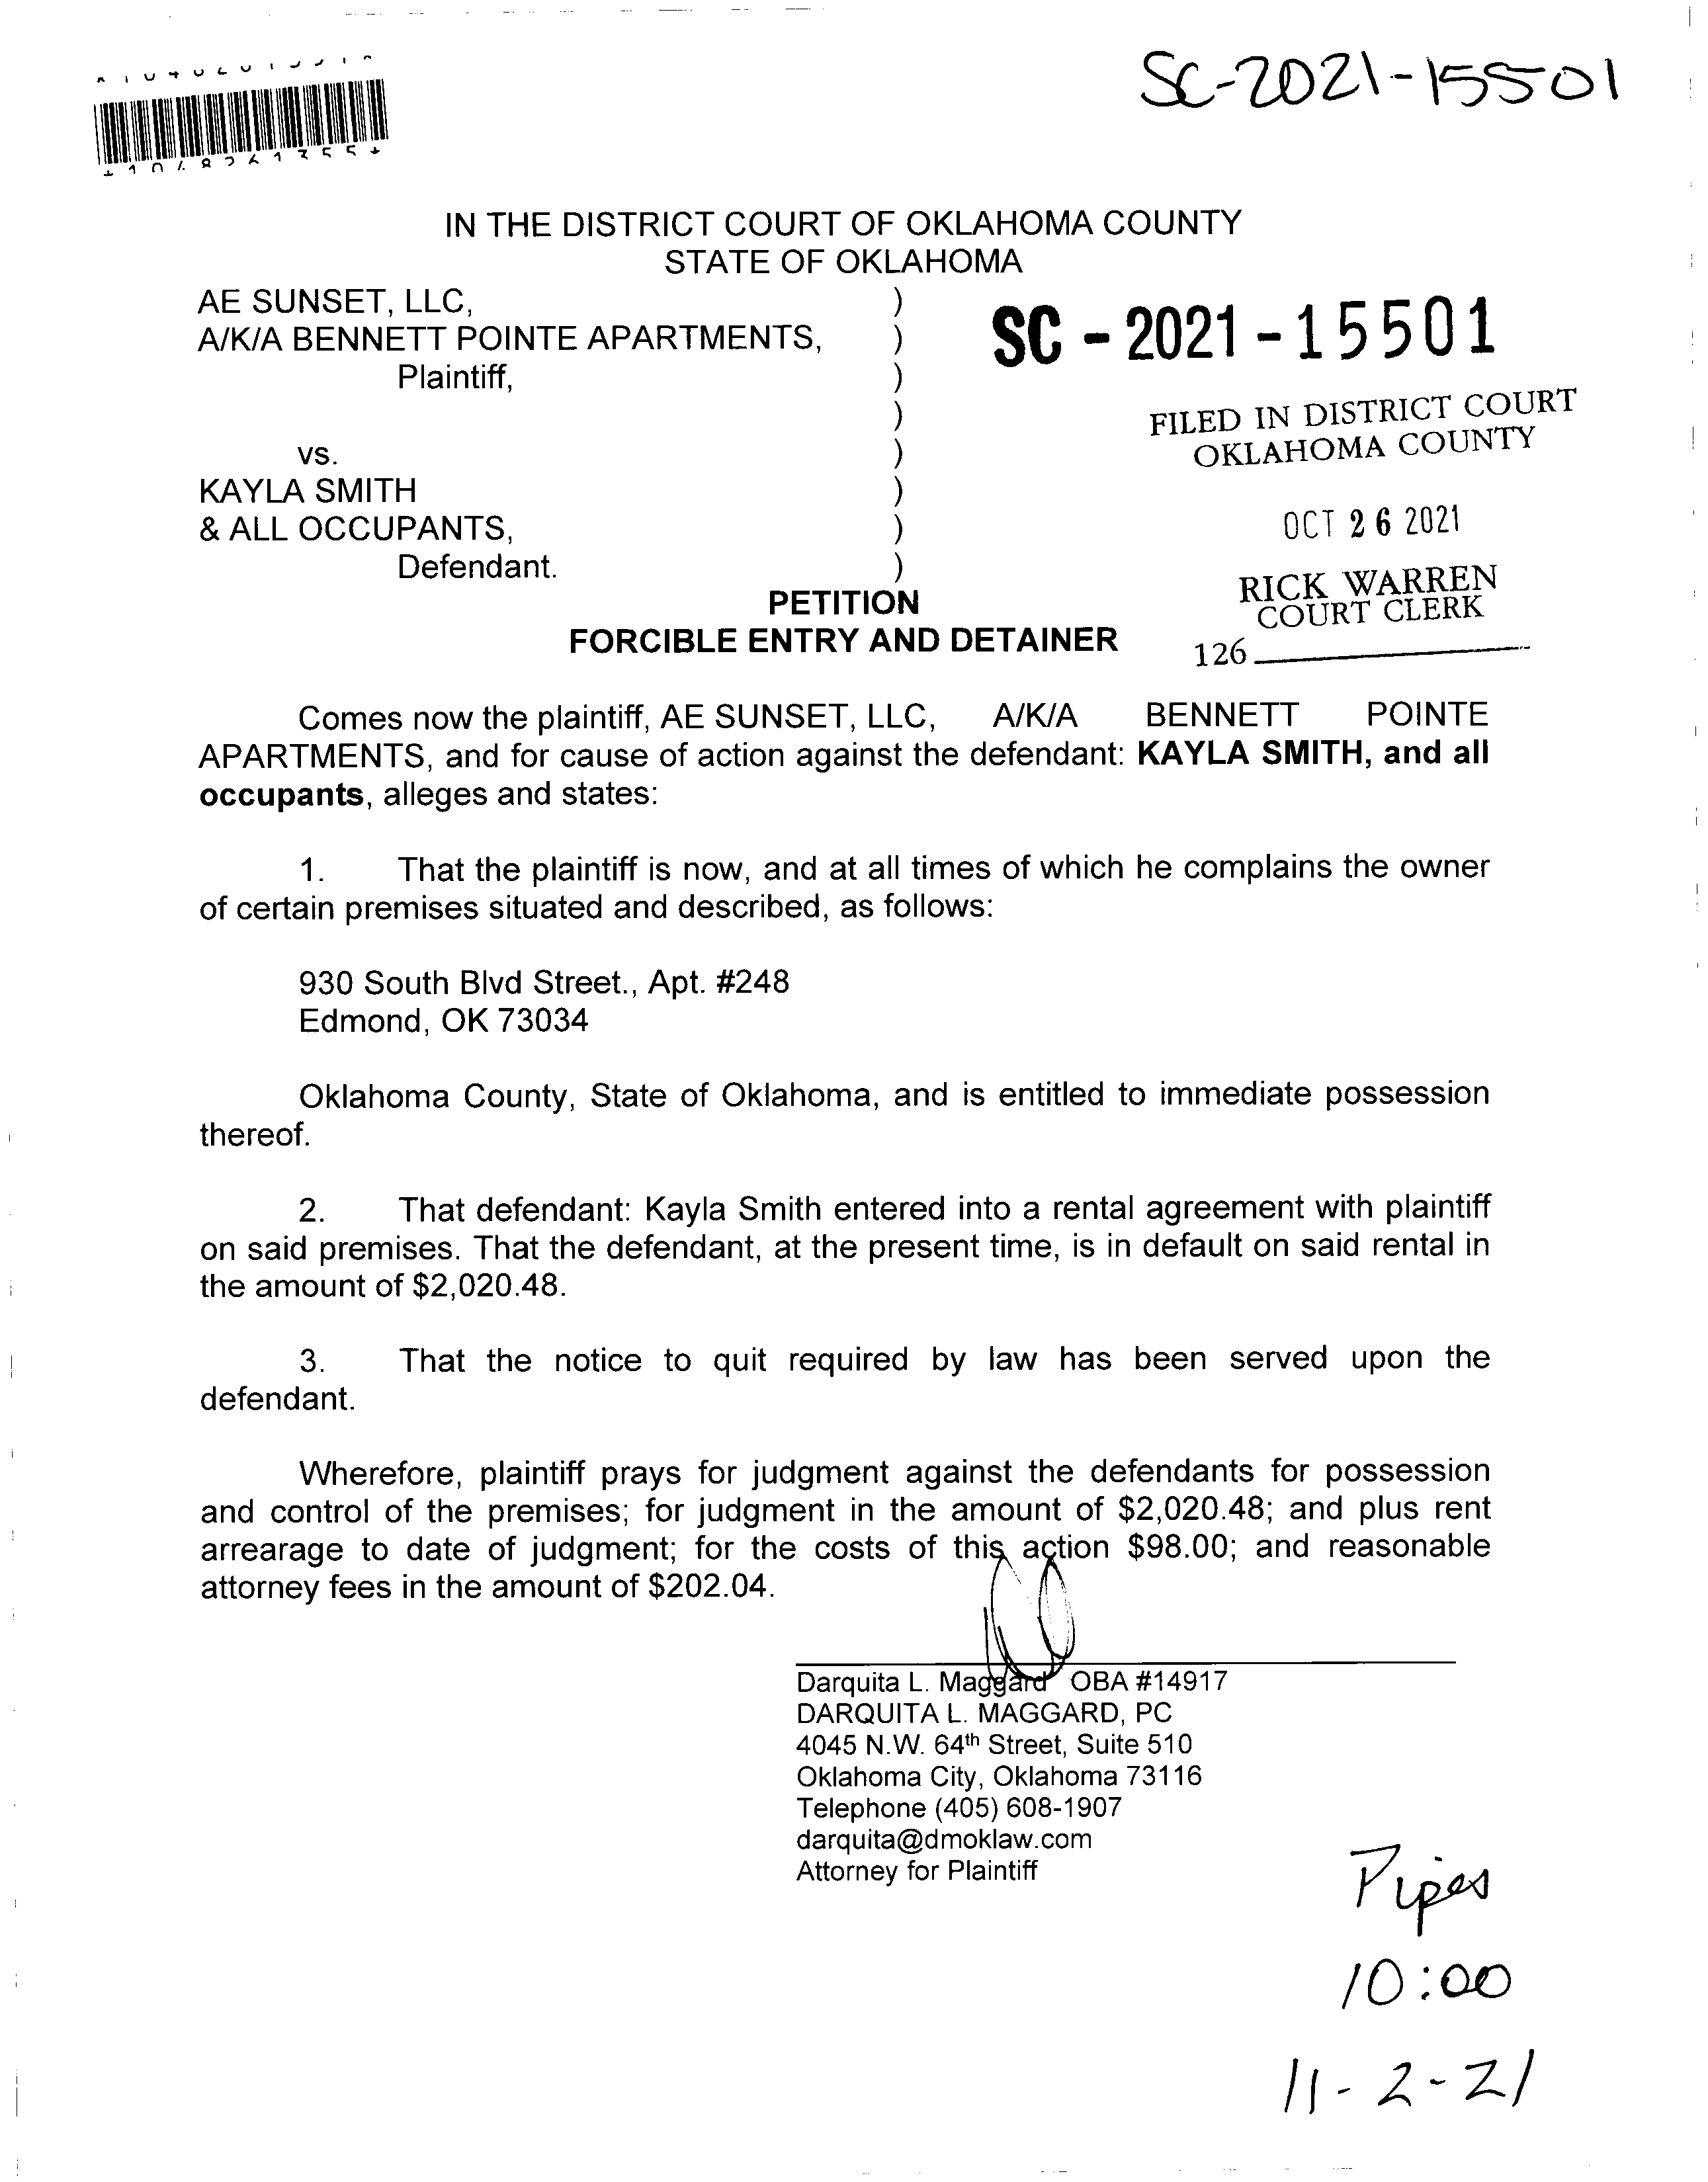 SC-2021-15501
IN THE DISTRICT COURT OF OKLAHOMA COUNTY
STATE OF OKLAHOMA
AE SUNSET, LLC, )
A/K/A BENNETT POINTE APARTMENTS, )
Plaintiff, )
)
vs. )
KAYLA SMITH )
& ALL OCCUPANTS, )
Defendant. )
SC - 2021 - 15501
FILED IN DISTRICT COURT
OKLAHOMA COUNTY
OCT 26 2021
RICK WARREN
COURT CLERK
126
PETITION
FORCIBLE ENTRY AND DETAINER
Comes now the plaintiff, AE SUNSET, LLC, A/K/A BENNETT POINTE
APARTMENTS, and for cause of action against the defendant: KAYLA SMITH, and all
occupants, alleges and states:
1. That the plaintiff is now, and at all times of which he complains the owner
of certain premises situated and described, as follows:
930 South Blvd Street., Apt. #248
Edmond, OK 73034
Oklahoma County, State of Oklahoma, and is entitled to immediate possession
thereof.
2. That defendant: Kayla Smith entered into a rental agreement with plaintiff
on said premises. That the defendant, at the present time, is in default on said rental in
the amount of $2,020.48.
3. That the notice to quit required by law has been served upon the
defendant.
Wherefore, plaintiff prays for judgment against the defendants for possession
and control of the premises; for judgment in the amount of $2,020.48; and plus rent
arrearage to date of judgment; for the costs of this action $98.00; and reasonable
attorney fees in the amount of $202.04.
Darquita L. Maggard OBA #14917
DARQUITA L. MAGGARD, PC
4045 N.W. 64th Street, Suite 510
Oklahoma City, Oklahoma 73116
Telephone (405) 608-1907
darquita@dmoklaw.com
Attorney for Plaintiff
Pipes
10:00
11-2-21